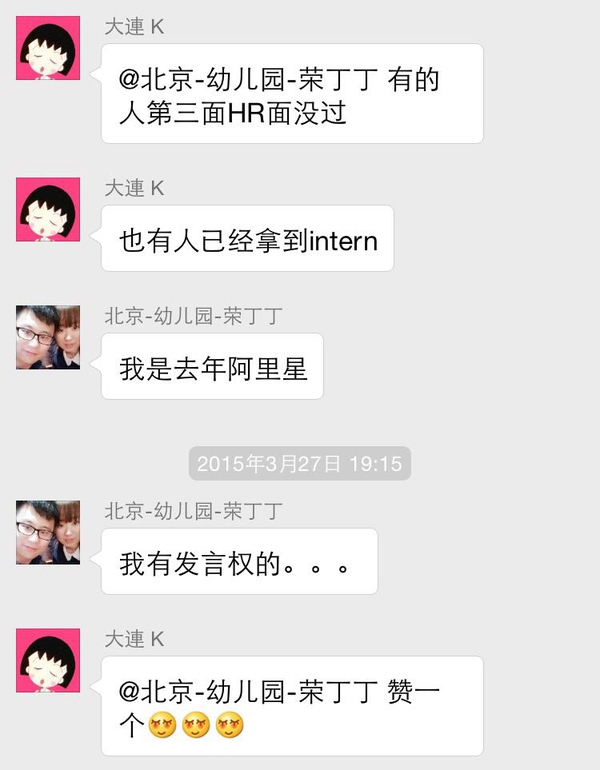 大連 K
@北京-幼儿园-荣丁丁 有的
人第三面HR面没过
大連 K
也有人已经拿到intern
北京-幼儿园-荣丁丁
我是去年阿里星
2015年3月27日 19:15
北京-幼儿园-荣丁丁
我有发言权的。。。
大連 K
@北京-幼儿园-荣丁丁 赞一
个😍😍😍